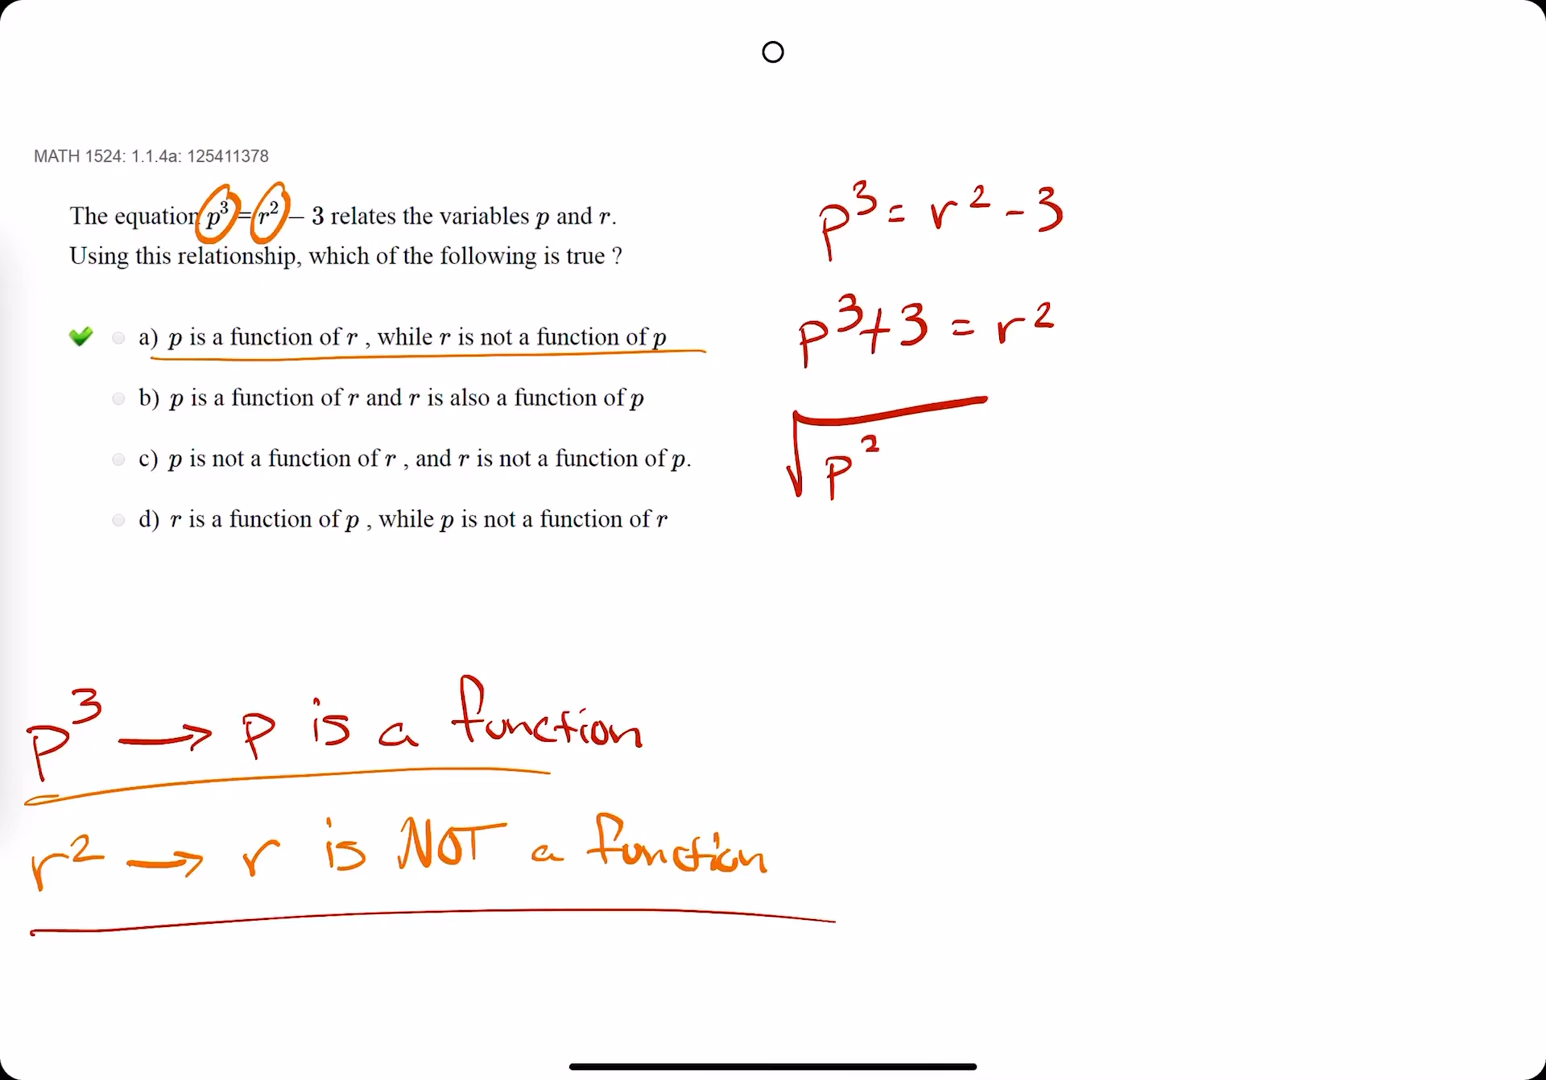 MATH 1524: 1.1.4a: 125411378
The equation p³ = r² – 3 relates the variables p and r.
Using this relationship, which of the following is true ?
a) p is a function of r , while r is not a function of p
b) p is a function of r and r is also a function of p
c) p is not a function of r , and r is not a function of p.
d) r is a function of p , while p is not a function of r
p³ = r² - 3
p³+3 = r²
√p²
p³ → p is a function
r² → r is NOT a function